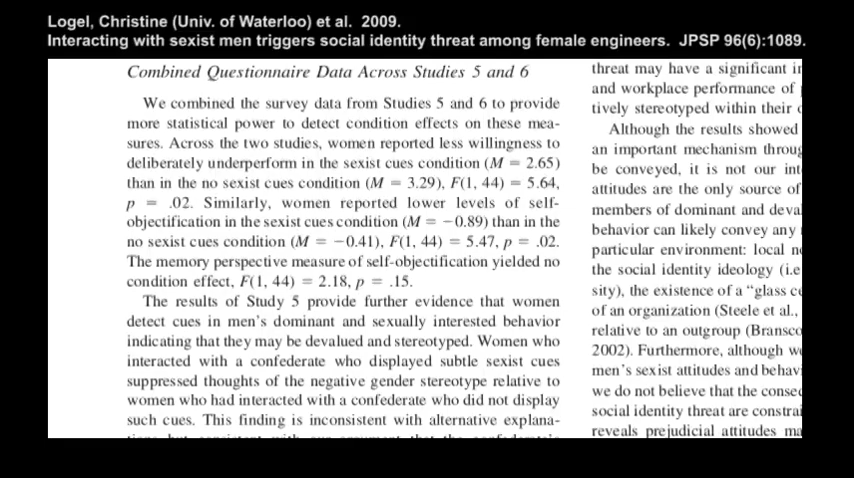 Logel, Christine (Univ. of Waterloo) et al. 2009.
Interacting with sexist men triggers social identity threat among female engineers. JPSP 96(6):1089.
Combined Questionnaire Data Across Studies 5 and 6
We combined the survey data from Studies 5 and 6 to provide
more statistical power to detect condition effects on these mea-
sures. Across the two studies, women reported less willingness to
deliberately underperform in the sexist cues condition (M = 2.65)
than in the no sexist cues condition (M = 3.29), F(1, 44) = 5.64,
p = .02. Similarly, women reported lower levels of self-
objectification in the sexist cues condition (M = −0.89) than in the
no sexist cues condition (M = −0.41), F(1, 44) = 5.47, p = .02.
The memory perspective measure of self-objectification yielded no
condition effect, F(1, 44) = 2.18, p = .15.
The results of Study 5 provide further evidence that women
detect cues in men's dominant and sexually interested behavior
indicating that they may be devalued and stereotyped. Women who
interacted with a confederate who displayed subtle sexist cues
suppressed thoughts of the negative gender stereotype relative to
women who had interacted with a confederate who did not display
such cues. This finding is inconsistent with alternative explana-
threat may have a significant
and workplace performance of
tively stereotyped within their
Although the results showed
an important mechanism throug
be conveyed, it is not our int
attitudes are the only source of
members of dominant and deva
behavior can likely convey any
particular environment: local
the social identity ideology (i.e
sity), the existence of a "glass
of an organization (Steele et al.,
relative to an outgroup (Bransco
2002). Furthermore, although
men's sexist attitudes and behav
we do not believe that the conse
social identity threat are constrai
reveals prejudicial attitudes